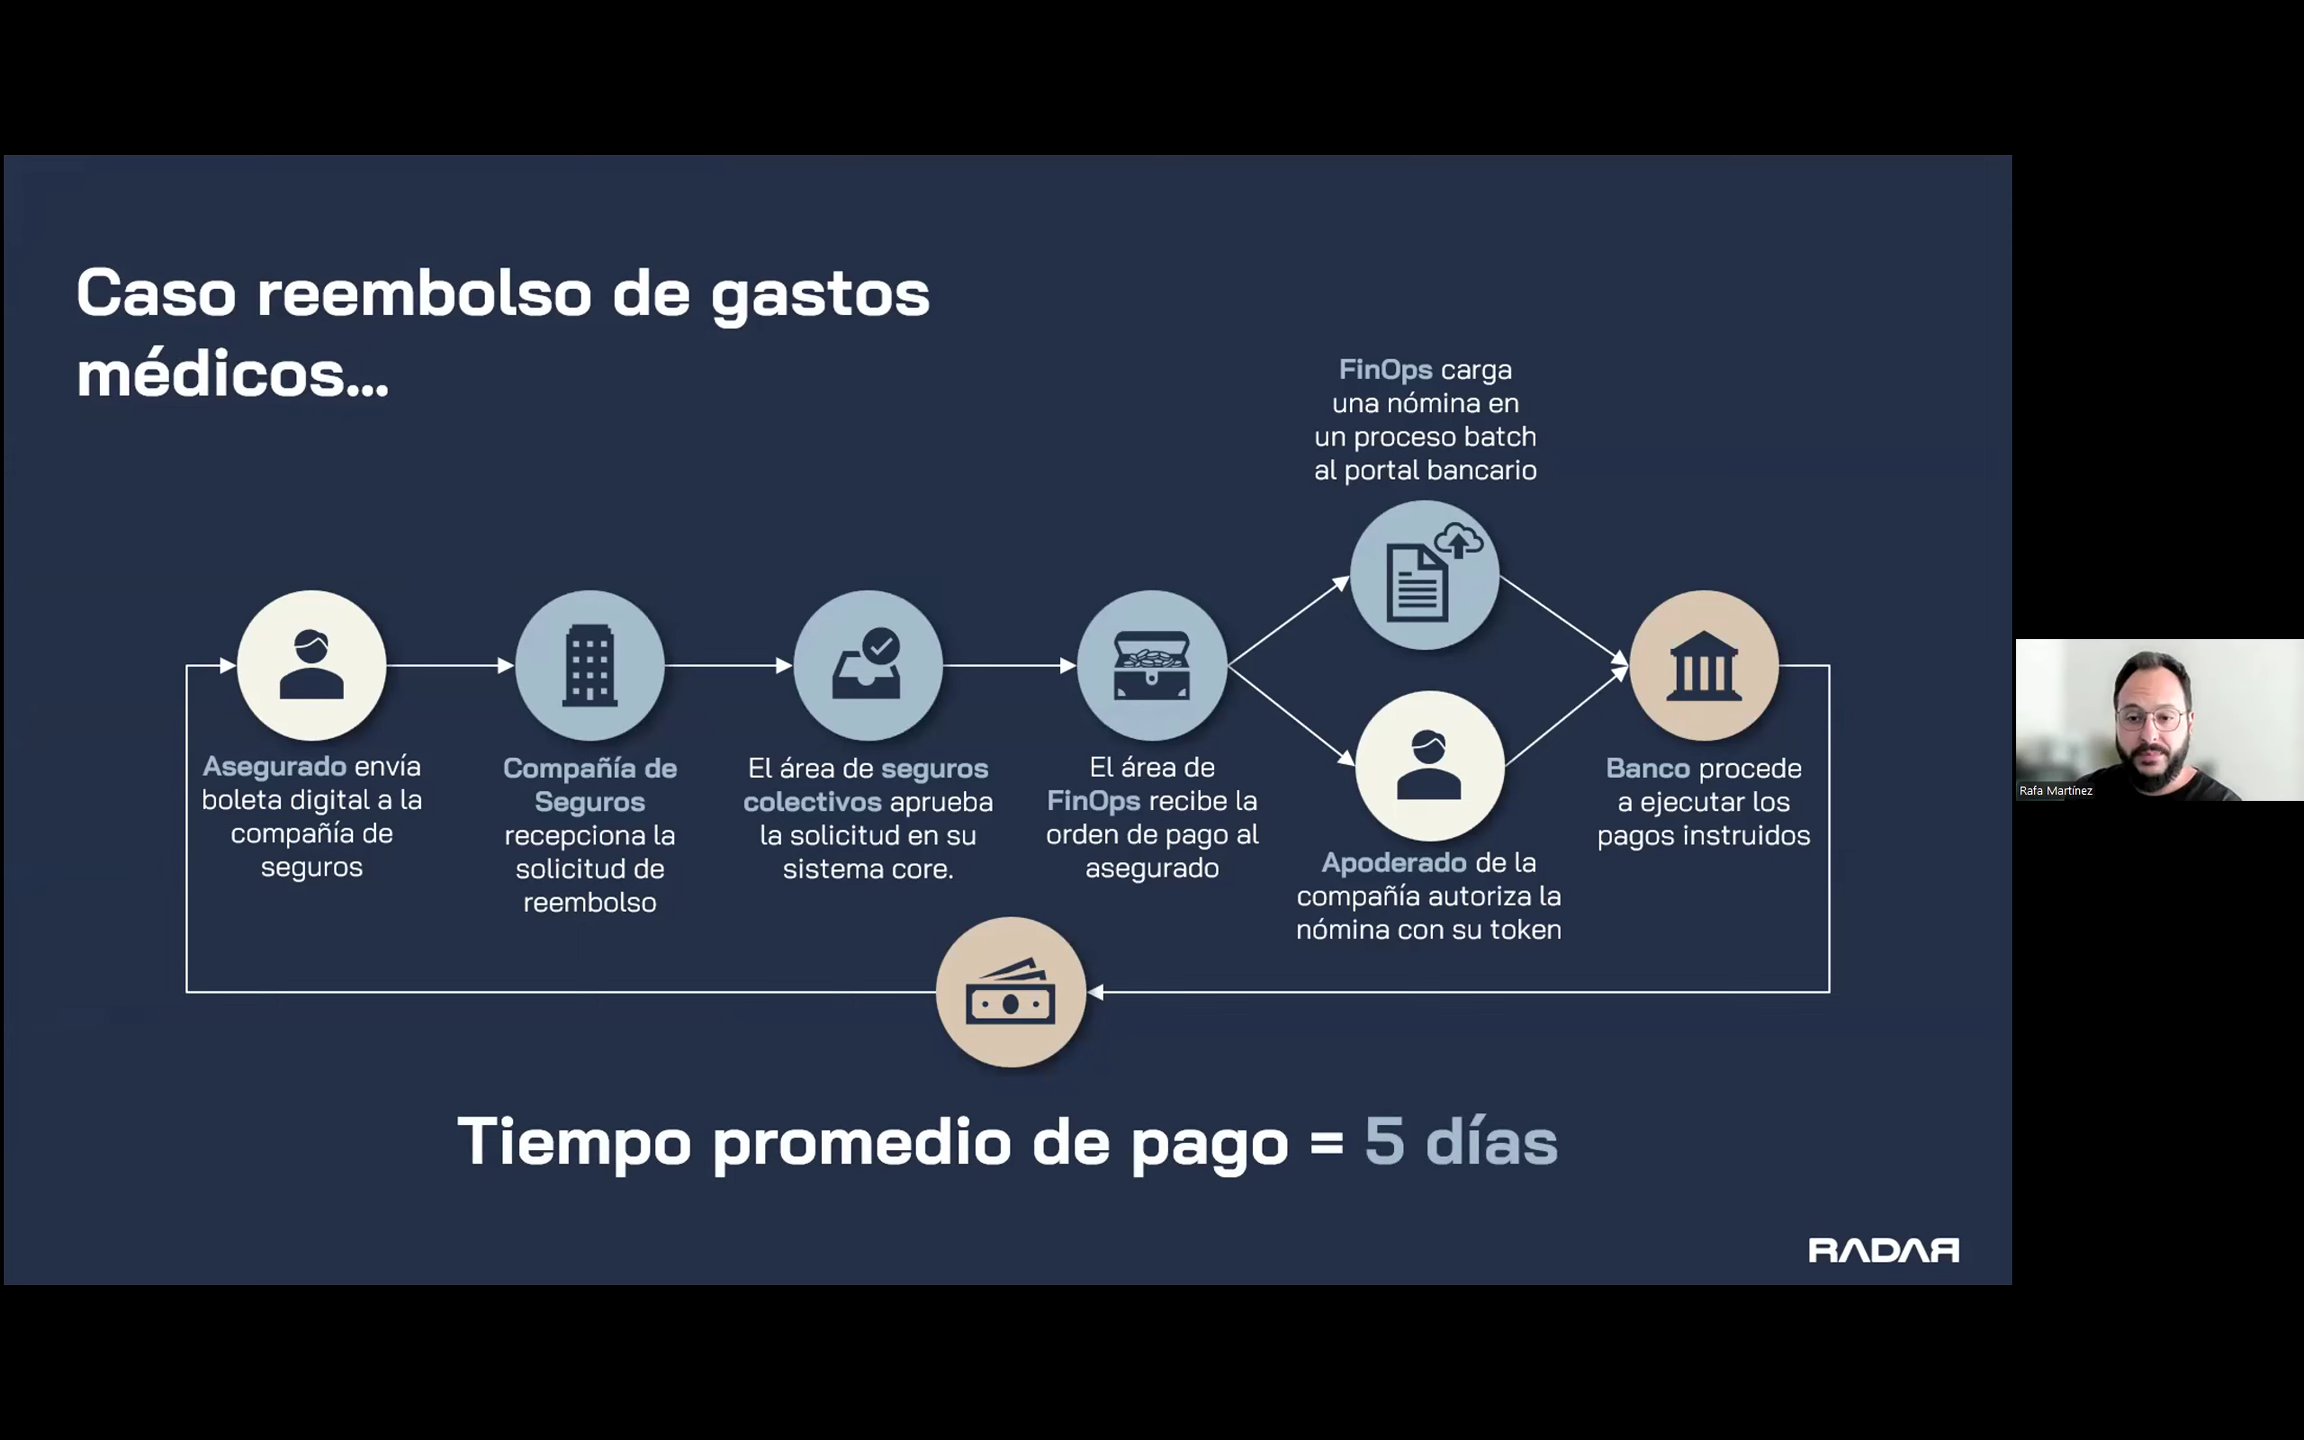 Caso reembolso de gastos
médicos...
FinOps carga
una nómina en
un proceso batch
al portal bancario
Asegurado envía
boleta digital a la
compañía de
seguros
Compañía de
Seguros
recepciona la
solicitud de
reembolso
El área de seguros
colectivos aprueba
la solicitud en su
sistema core.
El área de
FinOps recibe la
orden de pago al
asegurado
Apoderado de la
compañía autoriza la
nómina con su token
Banco procede
a ejecutar los
pagos instruidos
Tiempo promedio de pago = 5 días
RADAR
Rafa Martínez